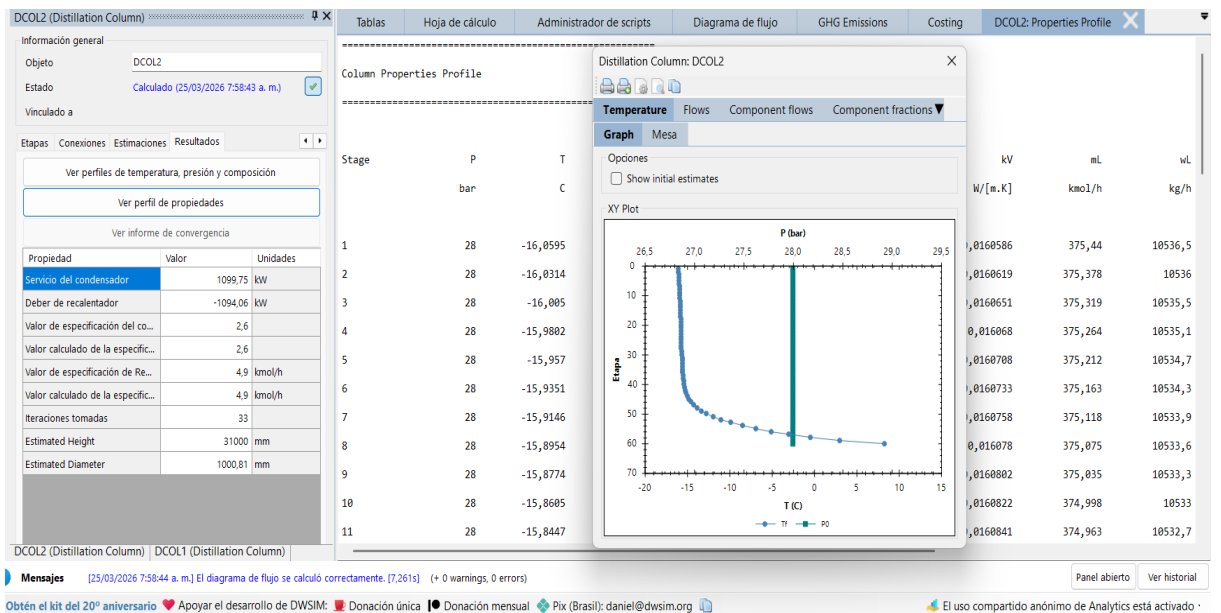 DCOL2 (Distillation Column)
Tablas Hoja de cálculo Administrador de scripts Diagrama de flujo GHG Emissions Costing DCOL2: Properties Profile
Información general
Objeto DCOL2
Estado Calculado (25/03/2026 7:58:43 a. m.)
Vinculado a
Etapas Conexiones Estimaciones Resultados
Ver perfiles de temperatura, presión y composición
Ver perfil de propiedades
Ver informe de convergencia
Propiedad Valor Unidades
Servicio del condensador 1099,75 kW
Deber de recalentador -1094,06 kW
Valor de especificación del co... 2,6
Valor calculado de la especific... 2,6
Valor de especificación de Re... 4,9 kmol/h
Valor calculado de la especific... 4,9 kmol/h
Iteraciones tomadas 33
Estimated Height 31000 mm
Estimated Diameter 1000,81 mm
DCOL2 (Distillation Column) DCOL1 (Distillation Column)
Column Properties Profile
Stage P T kV mL wL
bar C W/[m.K] kmol/h kg/h
1 28 -16,0595 ,0160586 375,44 10536,5
2 28 -16,0314 ,0160619 375,378 10536
3 28 -16,005 ,0160651 375,319 10535,5
4 28 -15,9802 0,016068 375,264 10535,1
5 28 -15,957 ,0160708 375,212 10534,7
6 28 -15,9351 ,0160733 375,163 10534,3
7 28 -15,9146 ,0160758 375,118 10533,9
8 28 -15,8954 0,016078 375,075 10533,6
9 28 -15,8774 ,0160802 375,035 10533,3
10 28 -15,8605 ,0160822 374,998 10533
11 28 -15,8447 ,0160841 374,963 10532,7
Distillation Column: DCOL2
Temperature Flows Component flows Component fractions
Graph Mesa
Opciones
Show initial estimates
XY Plot
P (bar)
26,5 27,0 27,5 28,0 28,5 29,0 29,5
0
10
20
30
40
50
60
70
Etapa
-20 -15 -10 -5 0 5 10 15
T (C)
Tf P0
Mensajes [25/03/2026 7:58:44 a. m.] El diagrama de flujo se calculó correctamente. [7,261s] (+ 0 warnings, 0 errors) Panel abierto Ver historial
Obtén el kit del 20º aniversario Apoyar el desarrollo de DWSIM: Donación única Donación mensual Pix (Brasil): daniel@dwsim.org El uso compartido anónimo de Analytics está activado